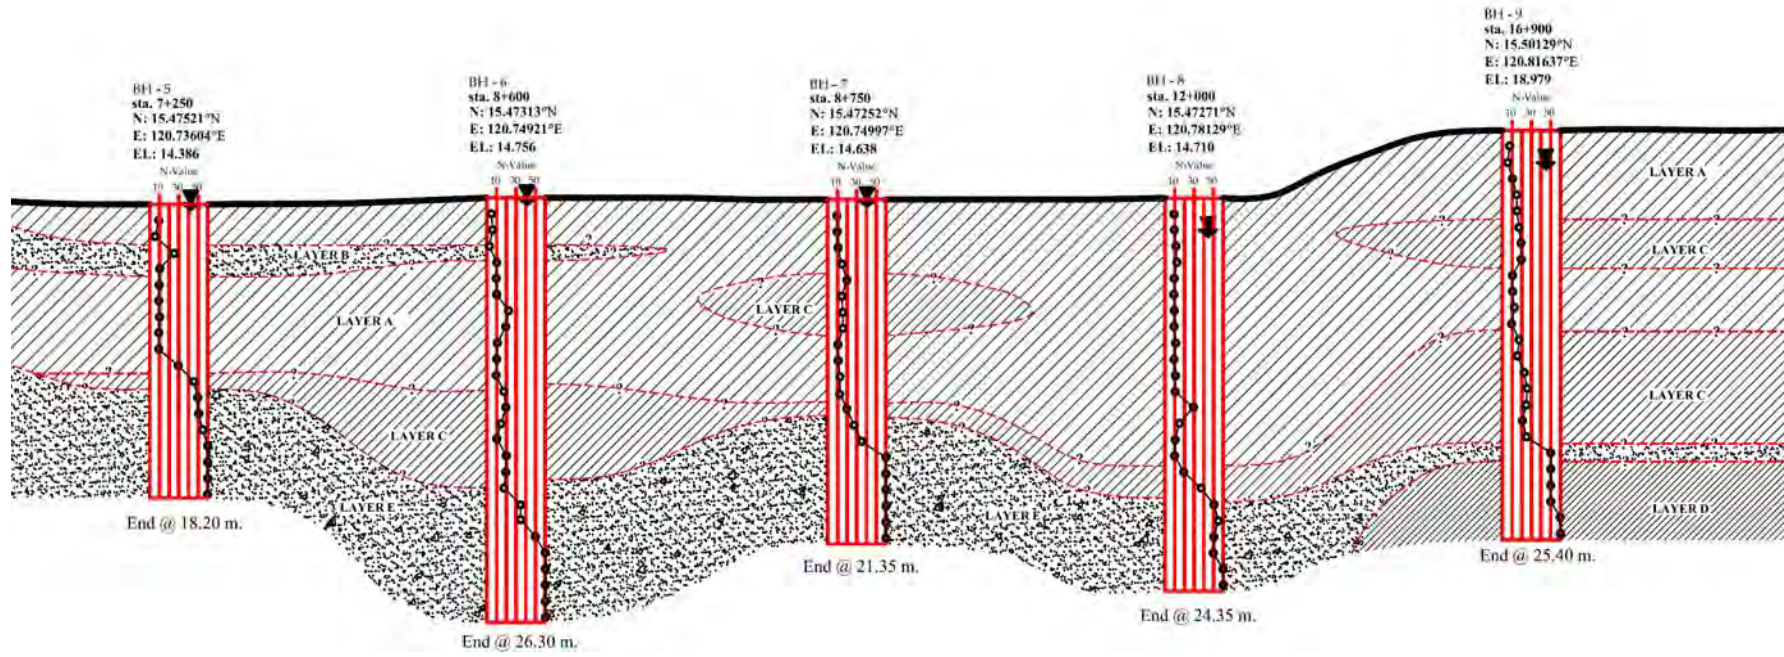 BH - 5
sta. 7+250
N: 15.47521°N
E: 120.73604°E
EL: 14.386
N-Value
10 30 50
End @ 18.20 m.
BH - 6
sta. 8+600
N: 15.47313°N
E: 120.74921°E
EL: 14.756
N-Value
10 30 50
End @ 26.30 m.
BH - 7
sta. 8+750
N: 15.47252°N
E: 120.74997°E
EL: 14.638
N-Value
10 30 50
End @ 21.35 m.
BH - 8
sta. 12+000
N: 15.47271°N
E: 120.78129°E
EL: 14.710
N-Value
10 30 50
End @ 24.35 m.
BH - 9
sta. 16+900
N: 15.50129°N
E: 120.81637°E
EL: 18.979
N-Value
10 30 50
End @ 25.40 m.
LAYER B
LAYER A
LAYER C
LAYER E
LAYER C
LAYER E
LAYER A
LAYER C
LAYER C
LAYER D